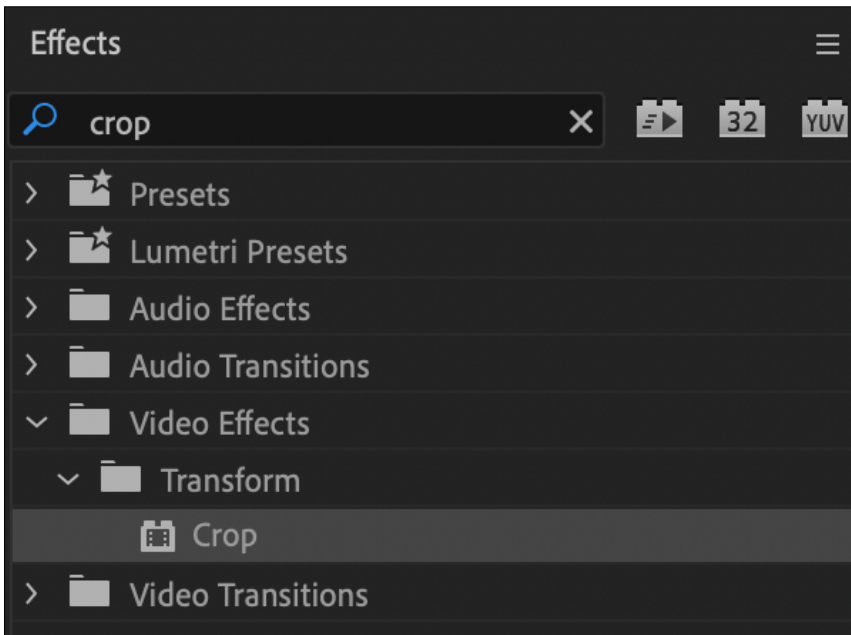 Effects
crop
32
YUV
Presets
Lumetri Presets
Audio Effects
Audio Transitions
Video Effects
Transform
Crop
Video Transitions